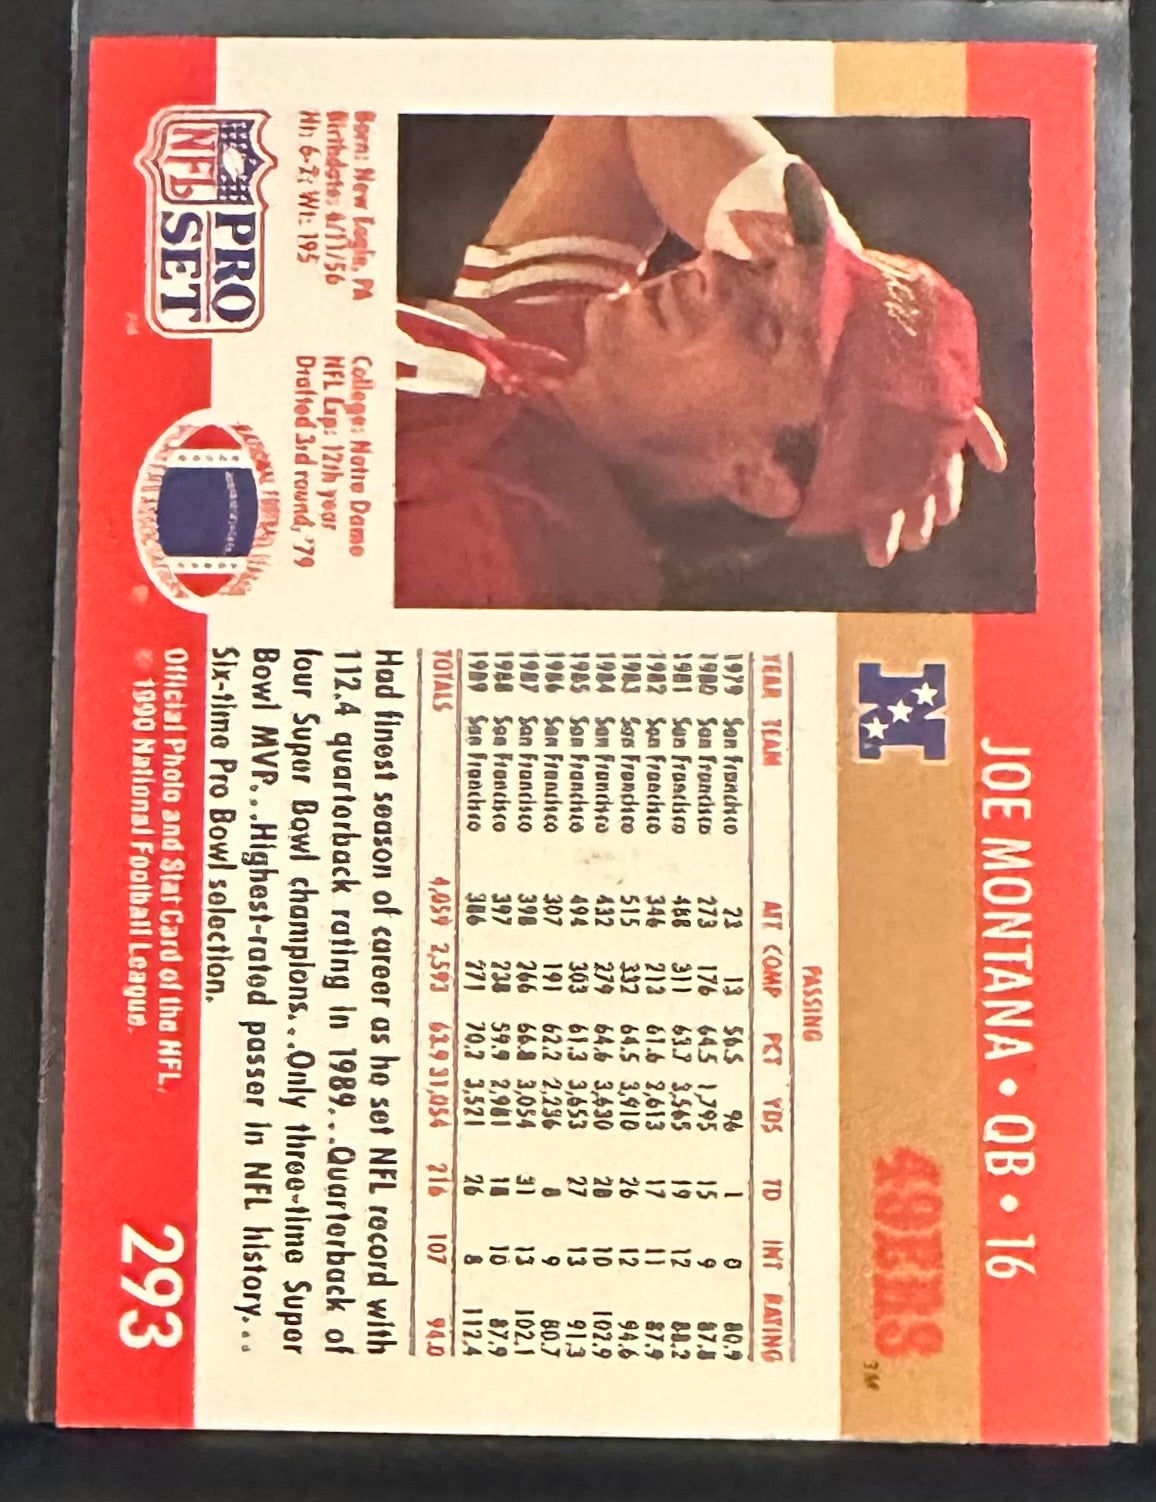 JOE MONTANA • QB • 16
49ERS
PASSING
YEAR TEAM ATT COMP PCT YDS TD INT RATING
1979 San Francisco 23 13 56.5 96 1 0 80.9
1980 San Francisco 273 176 64.5 1,795 15 9 87.8
1981 San Francisco 488 311 63.7 3,565 19 12 88.2
1982 San Francisco 346 213 61.6 2,613 17 11 87.9
1983 San Francisco 515 332 64.5 3,910 26 12 94.6
1984 San Francisco 432 279 64.6 3,630 28 10 102.9
1985 San Francisco 494 303 61.3 3,653 27 13 91.3
1986 San Francisco 307 191 62.2 2,236 8 9 80.7
1987 San Francisco 398 266 66.8 3,054 31 13 102.1
1988 San Francisco 397 238 59.9 2,981 18 10 87.9
1989 San Francisco 386 271 70.2 3,521 26 8 112.4
TOTALS 4,059 2,593 63.9 31,054 216 107 94.0
Had finest season of career as he set NFL record with
112.4 quarterback rating in 1989...Quarterback of
four Super Bowl champions...Only three-time Super
Bowl MVP...Highest-rated passer in NFL history...
Six-time Pro Bowl selection.
Born: New Eagle, PA
Birthdate: 6/11/56
Ht: 6-2; Wt: 195
College: Notre Dame
NFL Exp: 12th year
Drafted 3rd round, '79
NFL
PRO
SET
Official Photo and Stat Card of the NFL.
© 1990 National Football League.
293